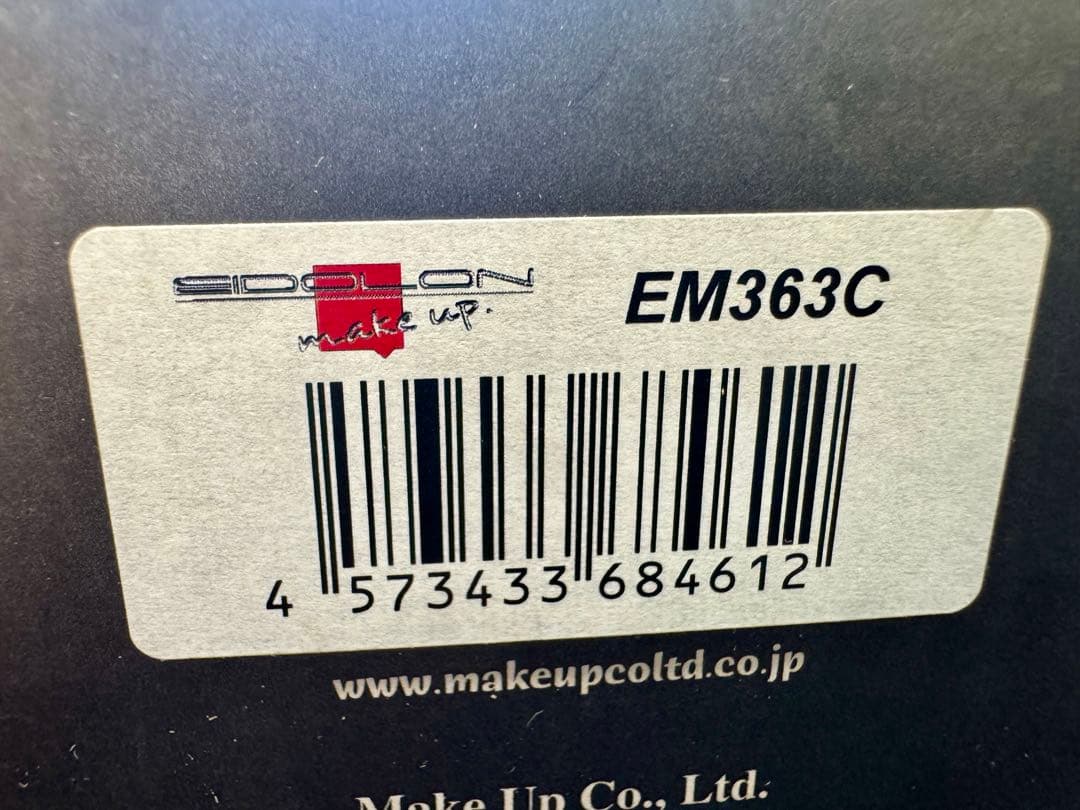 EIDOLON
make up.
EM363C
4 573433 684612
www.makeupcoltd.co.jp
Make Up Co., Ltd.